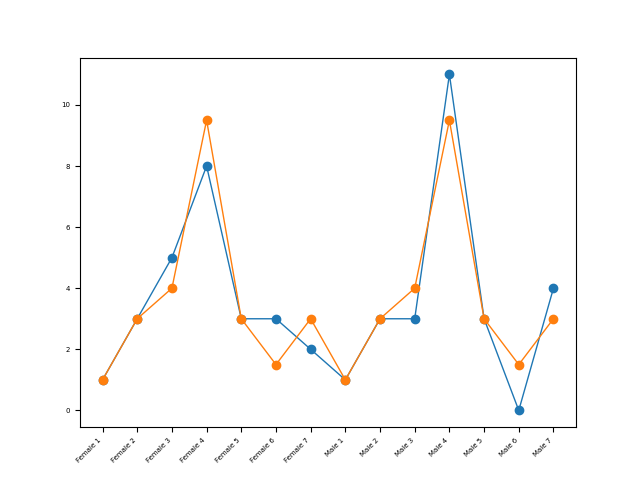 10
8
6
4
2
0
Female 1
Female 2
Female 3
Female 4
Female 5
Female 6
Female 7
Male 1
Male 2
Male 3
Male 4
Male 5
Male 6
Male 7